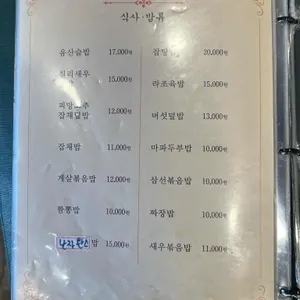 식사·밥류
유산슬밥 17,000원
잡탕밥 20,000원
칠리새우
밥 15,000원
라조육밥 15,000원
피망고추
잡채덮밥 12,000원
버섯덮밥 13,000원
잡채밥 11,000원
마파두부밥 10,000원
게살볶음밥 12,000원
삼선볶음밥 10,000원
짬뽕밥 10,000원
짜장밥 10,000원
밥 15,000원
새우볶음밥 11,000원